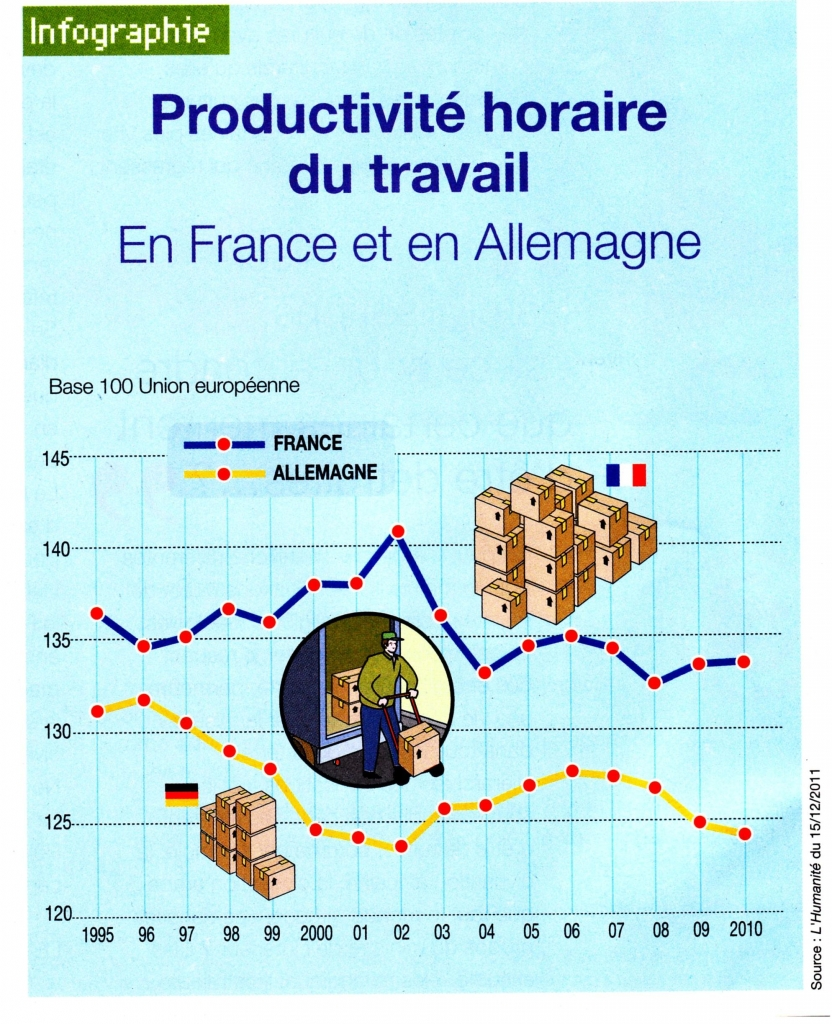 Infographie
Productivité horaire
du travail
En France et en Allemagne
Base 100 Union européenne
FRANCE
ALLEMAGNE
145
140
135
130
125
120
1995 96 97 98 99 2000 01 02 03 04 05 06 07 08 09 2010
Source : L'Humanité du 15/12/2011